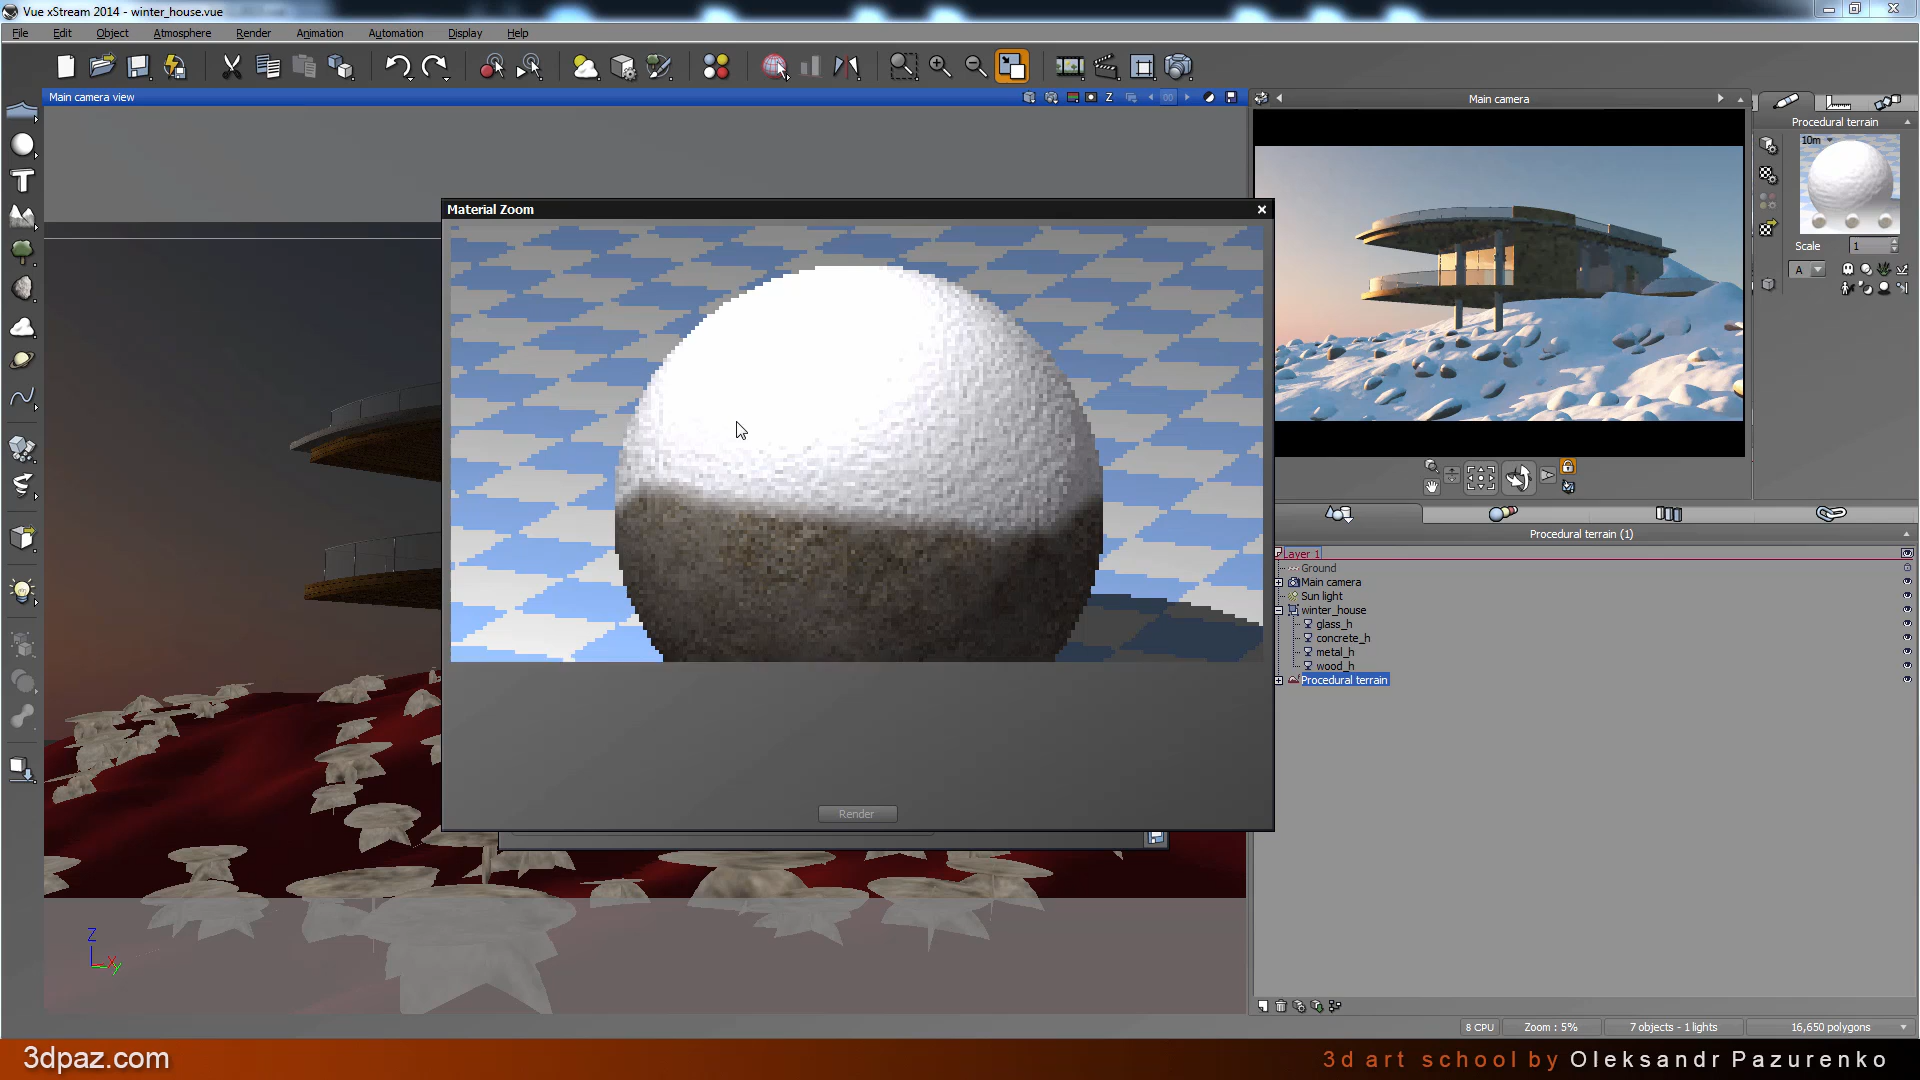 Vue xStream 2014 - winter_house.vue
File Edit Object Atmosphere Render Animation Automation Display Help
Main camera view
Z
Main camera
Procedural terrain
10m
Material Zoom
Scale 1
A
Procedural terrain (1)
Layer 1
Ground
Main camera
Sun light
winter_house
glass_h
concrete_h
metal_h
wood_h
Procedural terrain
Render
Z
X
y
8 CPU Zoom : 5% 7 objects - 1 lights 16,650 polygons
3dpaz.com
3d art school by Oleksandr Pazurenko